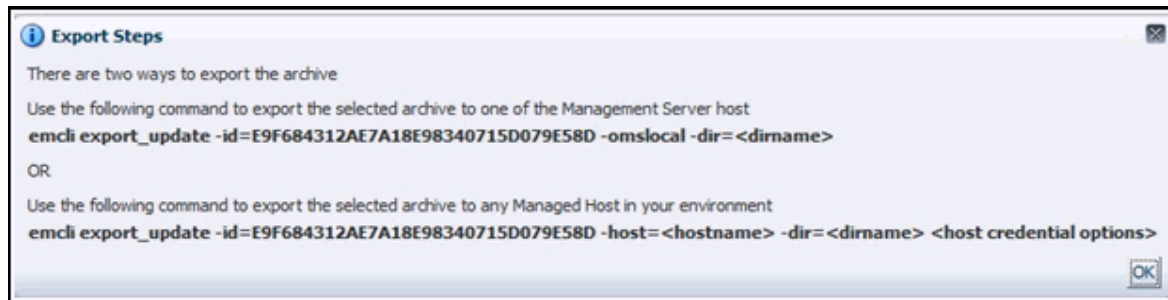 Export Steps
There are two ways to export the archive
Use the following command to export the selected archive to one of the Management Server host
emcli export_update -id=E9F684312AE7A18E98340715D079E58D -omslocal -dir=<dirname>
OR
Use the following command to export the selected archive to any Managed Host in your environment
emcli export_update -id=E9F684312AE7A18E98340715D079E58D -host=<hostname> -dir=<dirname> <host credential options>
OK